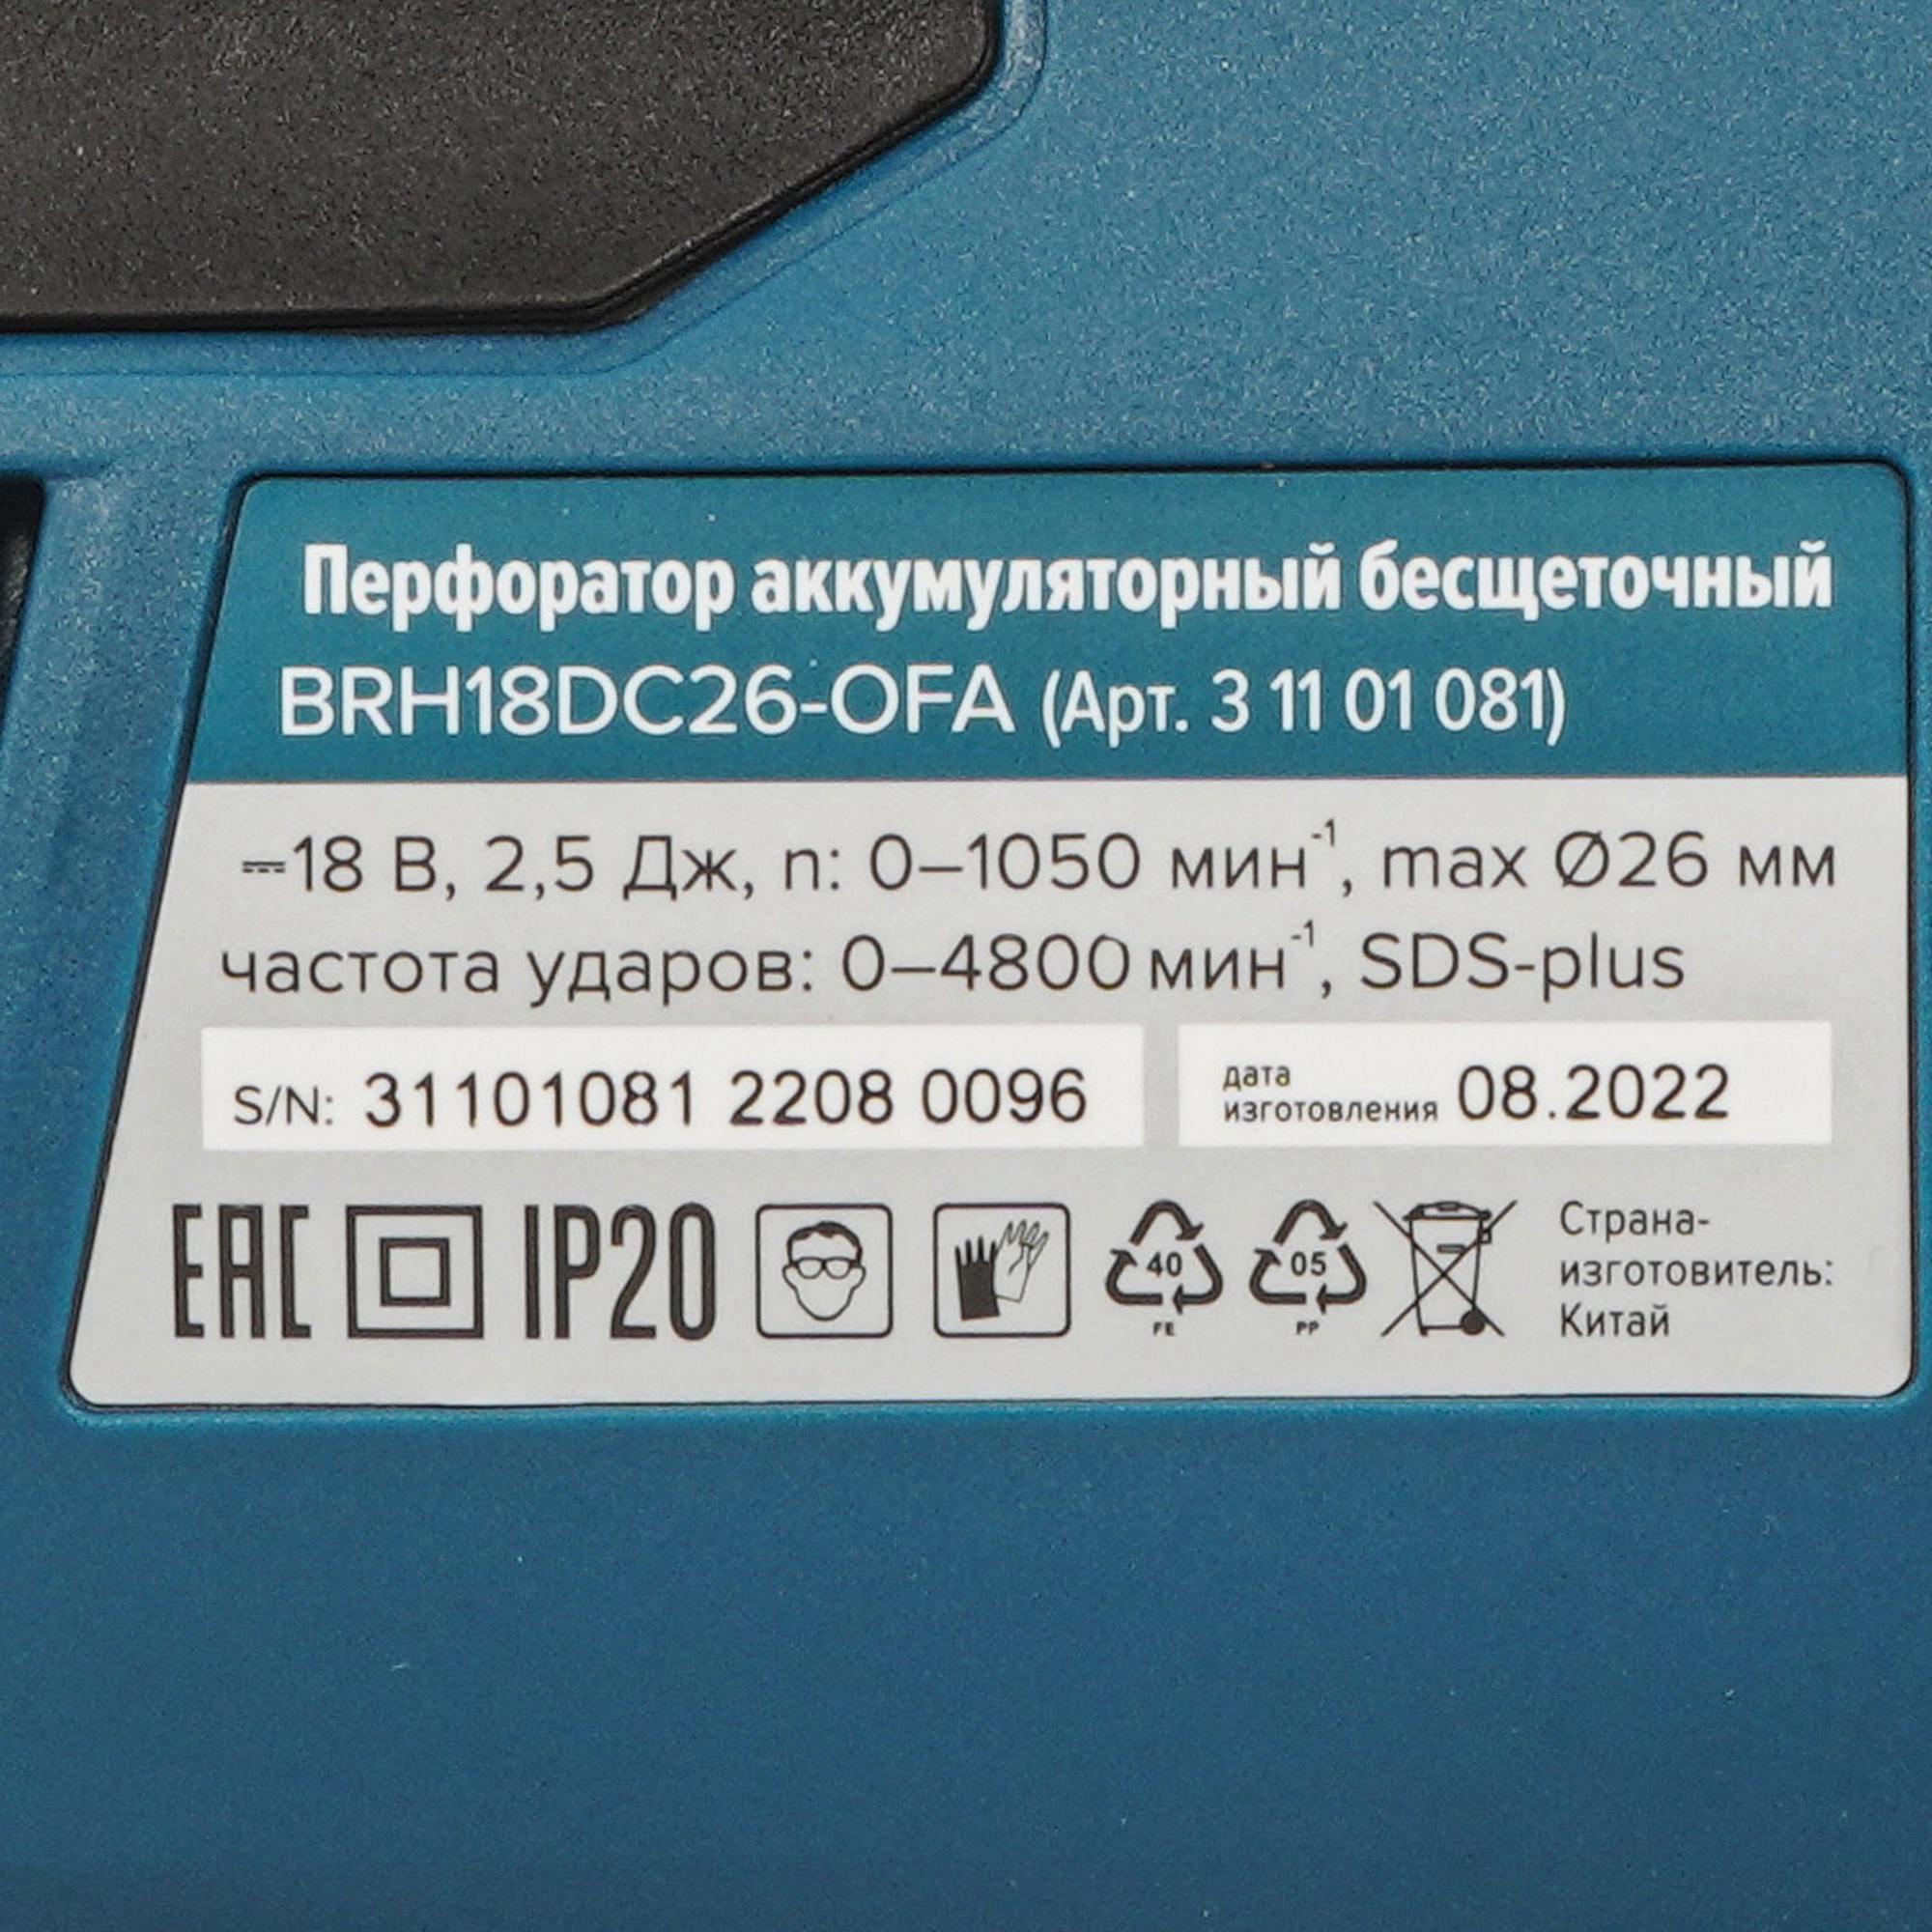 Перфоратор аккумуляторный бесщеточный
BRH18DC26-OFA (Арт. 3 11 01 081)
⎓18 В, 2,5 Дж, n: 0–1050 мин⁻¹, max Ø26 мм
частота ударов: 0–4800 мин⁻¹, SDS-plus
S/N: 31101081 2208 0096
дата
изготовления 08.2022
EAC IP20
40
FE
05
PP
Страна-
изготовитель:
Китай